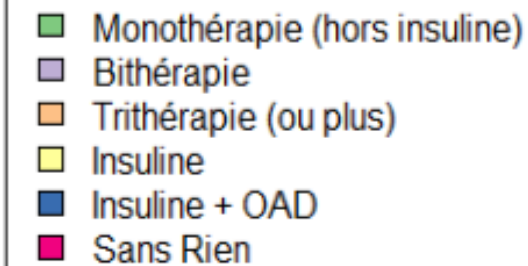 Monothérapie (hors insuline)
Bithérapie
Trithérapie (ou plus)
Insuline
Insuline + OAD
Sans Rien